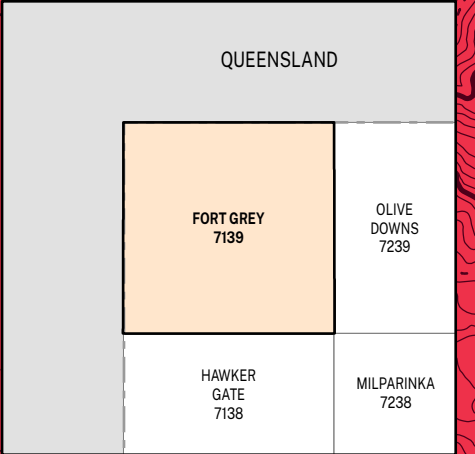 QUEENSLAND
FORT GREY
7139
OLIVE
DOWNS
7239
HAWKER
GATE
7138
MILPARINKA
7238